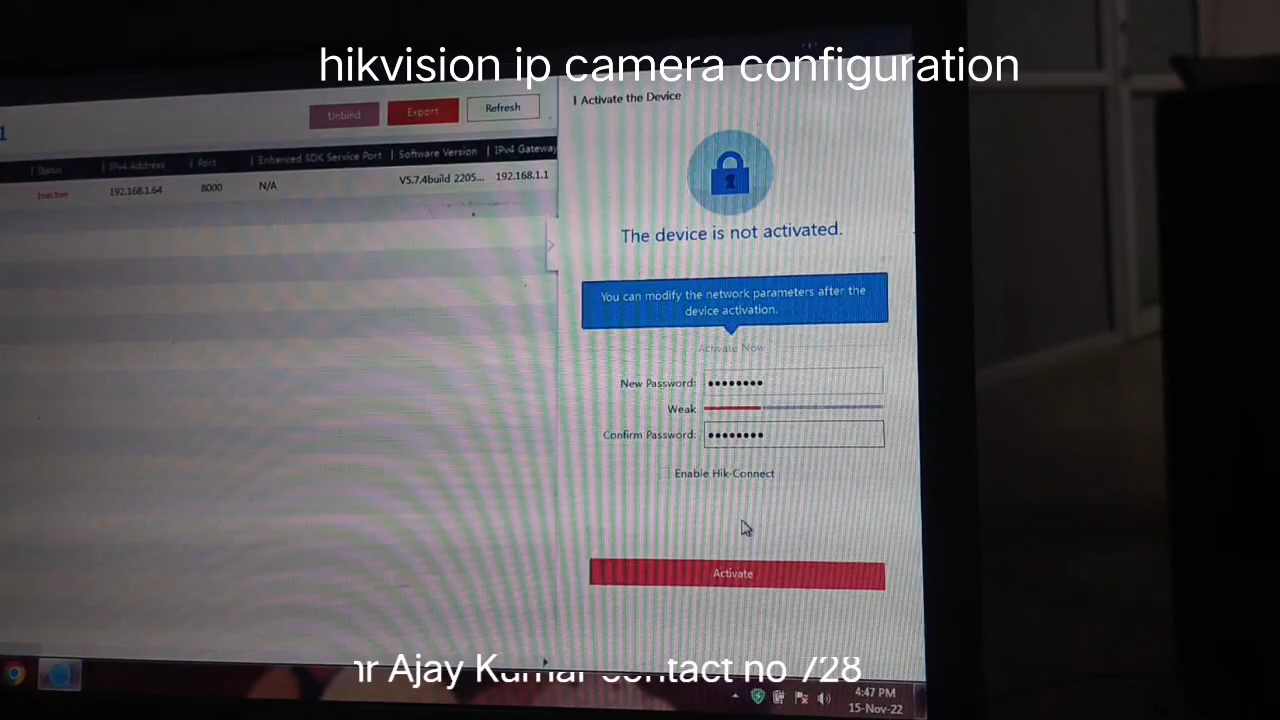 hikvision ip camera configuration
Activate the Device
Unbind
Export
Refresh
1
Status
IPv4 Address
Port
Enhanced SDK Service Port
Software Version
IPv4 Gateway
Inactive
192.168.1.64
8000
N/A
V5.7.4build 2205...
192.168.1.1
The device is not activated.
You can modify the network parameters after the
device activation.
Activate Now
New Password:
Weak
Confirm Password:
Enable Hik-Connect
Activate
Ajay Kumar
no 728
4:47 PM
15-Nov-22